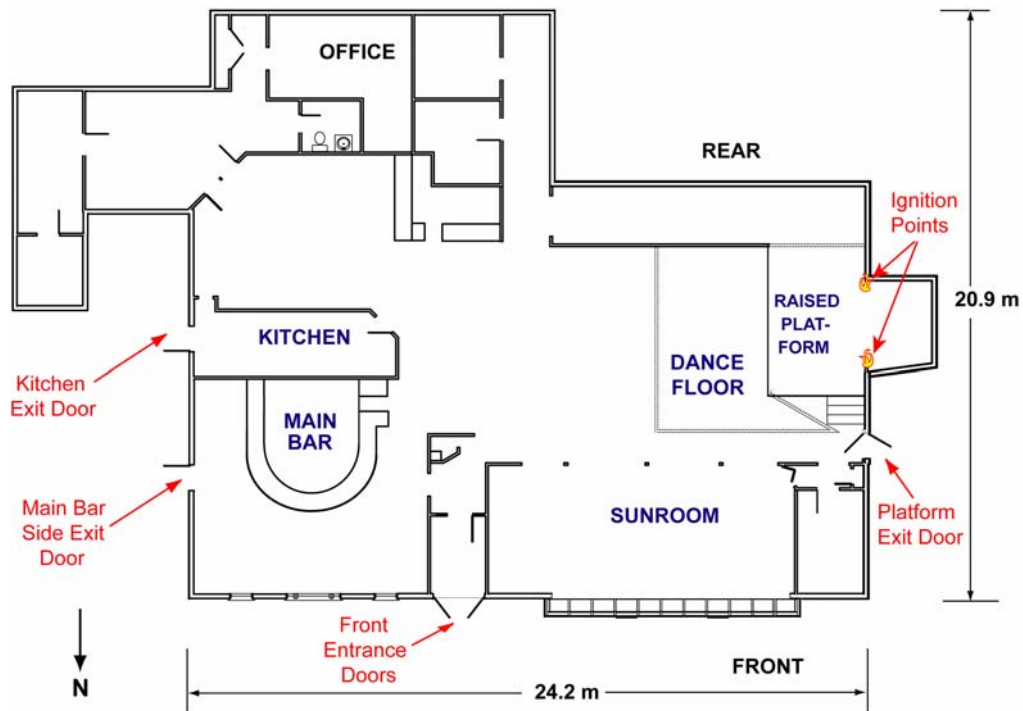 OFFICE
REAR
Ignition
Points
20.9 m
RAISED
PLAT-
FORM
KITCHEN
DANCE
FLOOR
Kitchen
Exit Door
MAIN
BAR
Main Bar
Side Exit
Door
SUNROOM
Platform
Exit Door
Front
Entrance
Doors
N
FRONT
24.2 m